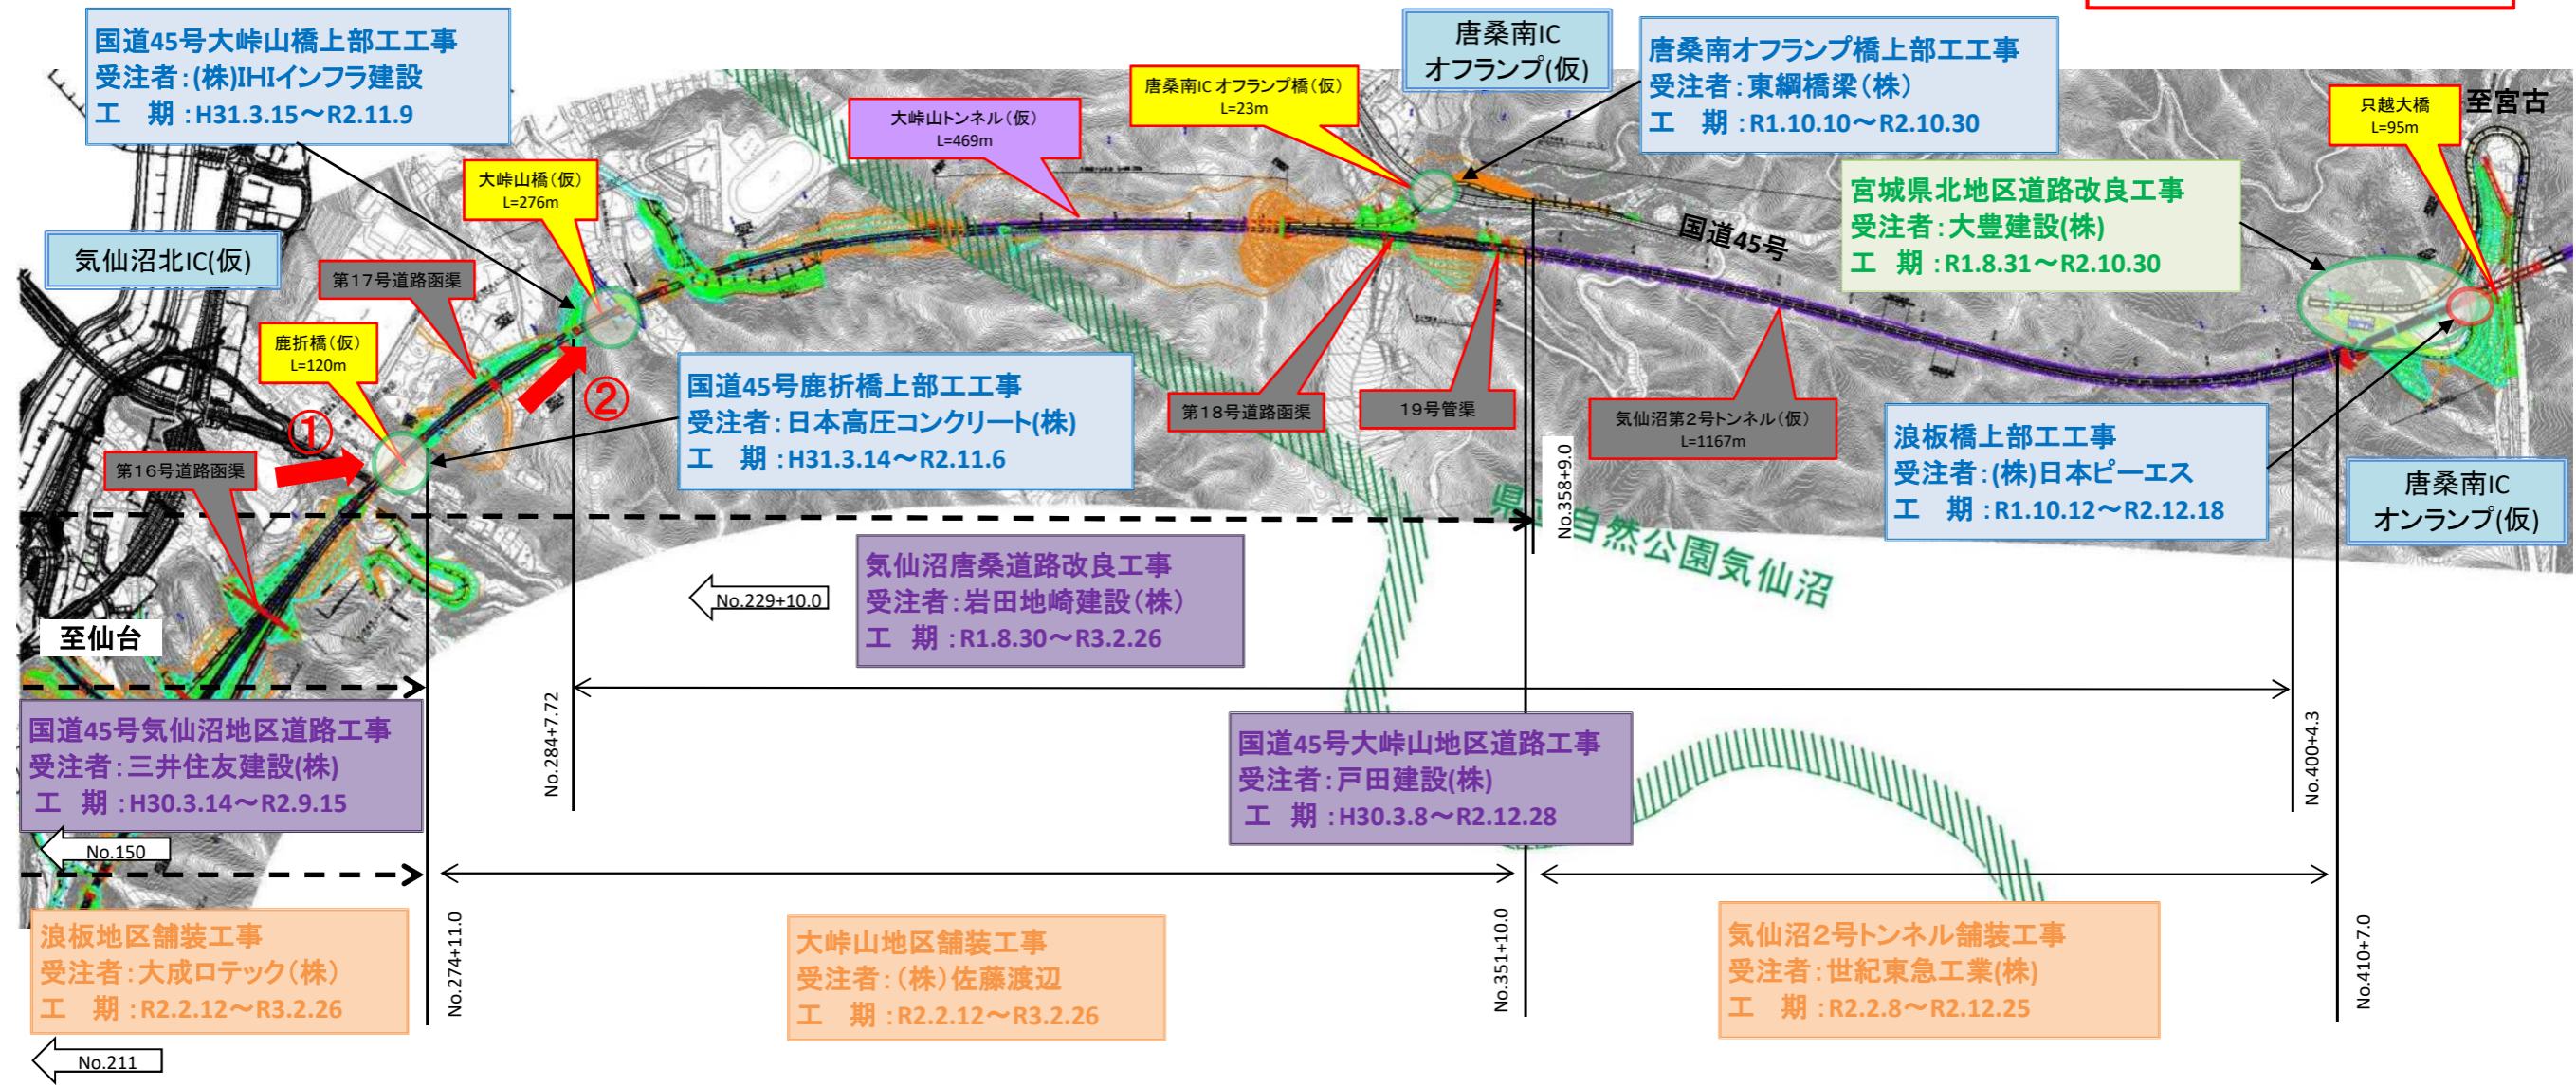 国道45号大峠山橋上部工工事
受注者：(株)IHIインフラ建設
工　期：H31.3.15～R2.11.9
唐桑南IC
オフランプ(仮)
唐桑南オフランプ橋上部工工事
受注者：東綱橋梁（株）
工　期：R1.10.10～R2.10.30
只越大橋
L=95m
至宮古
唐桑南IC オフランプ橋（仮）
L=23m
大峠山トンネル（仮）
L=469m
大峠山橋（仮）
L=276m
宮城県北地区道路改良工事
受注者：大豊建設(株)
工　期：R1.8.31～R2.10.30
国道45号
気仙沼北IC(仮)
第17号道路函渠
鹿折橋（仮）
L=120m
①
②
国道45号鹿折橋上部工工事
受注者：日本高圧コンクリート(株)
工　期：H31.3.14～R2.11.6
第18号道路函渠
19号管渠
気仙沼第2号トンネル（仮）
L=1167m
浪板橋上部工工事
受注者：(株)日本ピーエス
工　期：R1.10.12～R2.12.18
唐桑南IC
オンランプ(仮)
第16号道路函渠
No.358+9.0
自然公園気仙沼
気仙沼唐桑道路改良工事
受注者：岩田地崎建設（株）
工　期：R1.8.30～R3.2.26
No.229+10.0
至仙台
国道45号気仙沼地区道路工事
受注者：三井住友建設(株)
工　期：H30.3.14～R2.9.15
No.284+7.72
国道45号大峠山地区道路工事
受注者：戸田建設(株)
工　期：H30.3.8～R2.12.28
No.400+4.3
No.150
浪板地区舗装工事
受注者：大成ロテック（株）
工　期：R2.2.12～R3.2.26
No.274+11.0
大峠山地区舗装工事
受注者：（株）佐藤渡辺
工　期：R2.2.12～R3.2.26
No.351+10.0
気仙沼２号トンネル舗装工事
受注者：世紀東急工業(株)
工　期：R2.2.8～R2.12.25
No.410+7.0
No.211